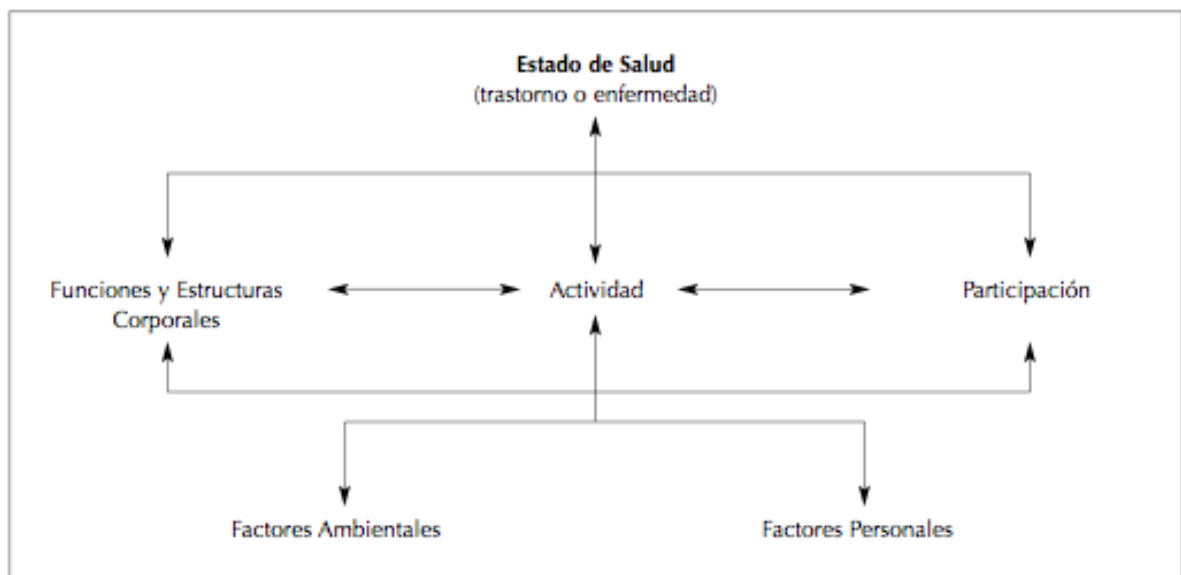 Estado de Salud
(trastorno o enfermedad)
Funciones y Estructuras
Corporales
Actividad
Participación
Factores Ambientales
Factores Personales